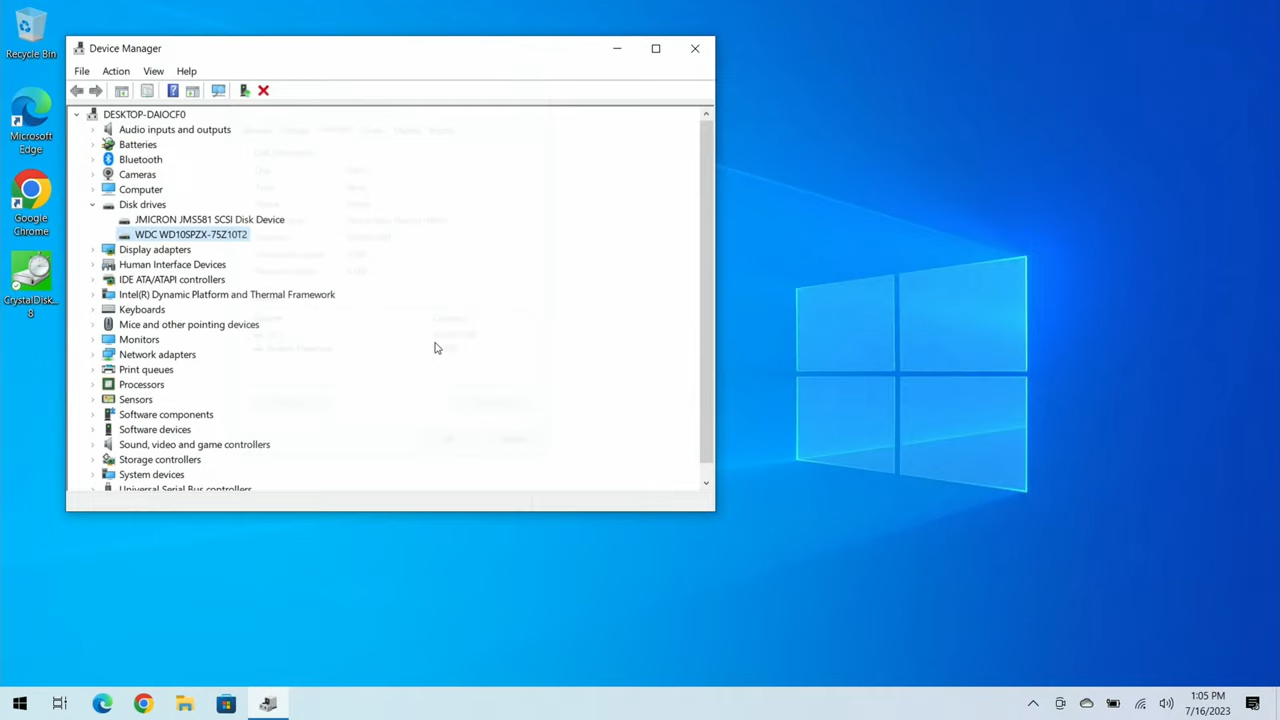 Recycle Bin
Microsoft
Edge
Google
Chrome
CrystalDisk...
8
Device Manager
File Action View Help
DESKTOP-DAIOCF0
Audio inputs and outputs
Batteries
Bluetooth
Cameras
Computer
Disk drives
JMICRON JMS581 SCSI Disk Device
WDC WD10SPZX-75Z10T2
Display adapters
Human Interface Devices
IDE ATA/ATAPI controllers
Intel(R) Dynamic Platform and Thermal Framework
Keyboards
Mice and other pointing devices
Monitors
Network adapters
Print queues
Processors
Sensors
Software components
Software devices
Sound, video and game controllers
Storage controllers
System devices
Universal Serial Bus controllers
1:05 PM
7/16/2023